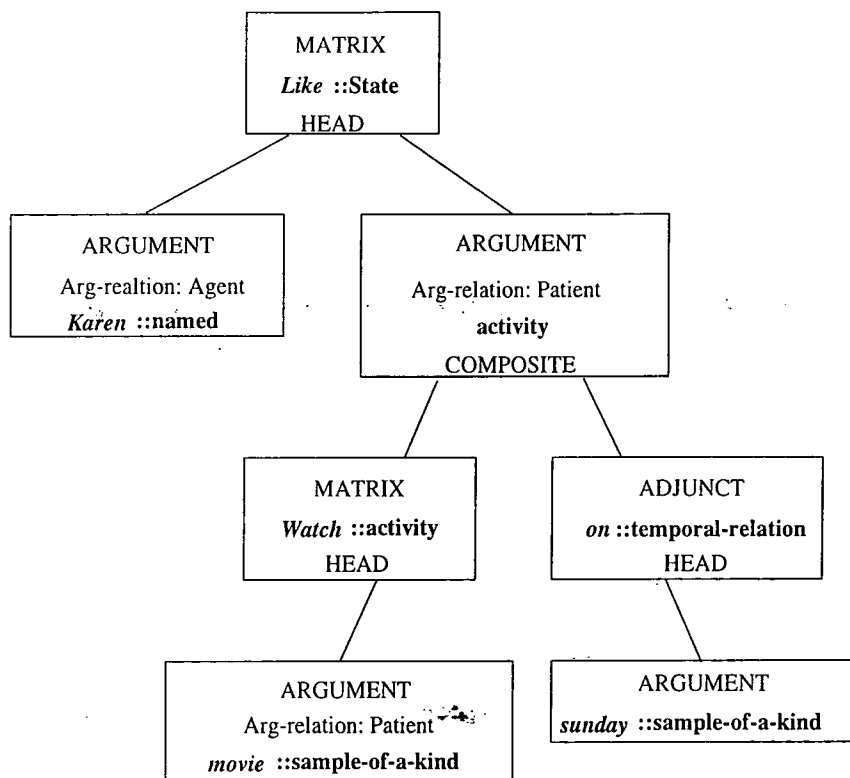 MATRIX
Like ::State
HEAD
ARGUMENT
Arg-realtion: Agent
Karen ::named
ARGUMENT
Arg-relation: Patient
activity
COMPOSITE
MATRIX
Watch ::activity
HEAD
ADJUNCT
on ::temporal-relation
HEAD
ARGUMENT
Arg-relation: Patient
movie ::sample-of-a-kind
ARGUMENT
sunday ::sample-of-a-kind